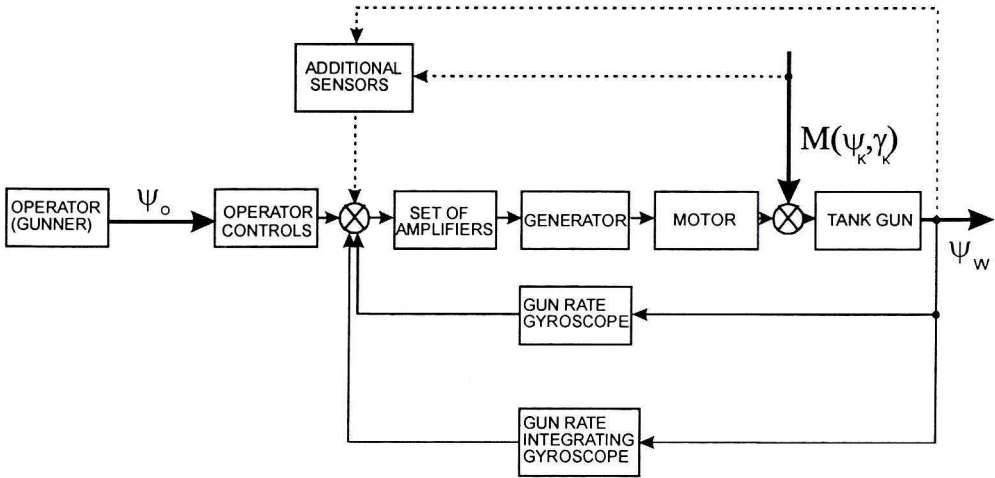 ADDITIONAL
SENSORS
M(ψκ,γκ)
OPERATOR
(GUNNER)
ψo
OPERATOR
CONTROLS
SET OF
AMPLIFIERS
GENERATOR
MOTOR
TANK GUN
ψw
GUN RATE
GYROSCOPE
GUN RATE
INTEGRATING
GYROSCOPE